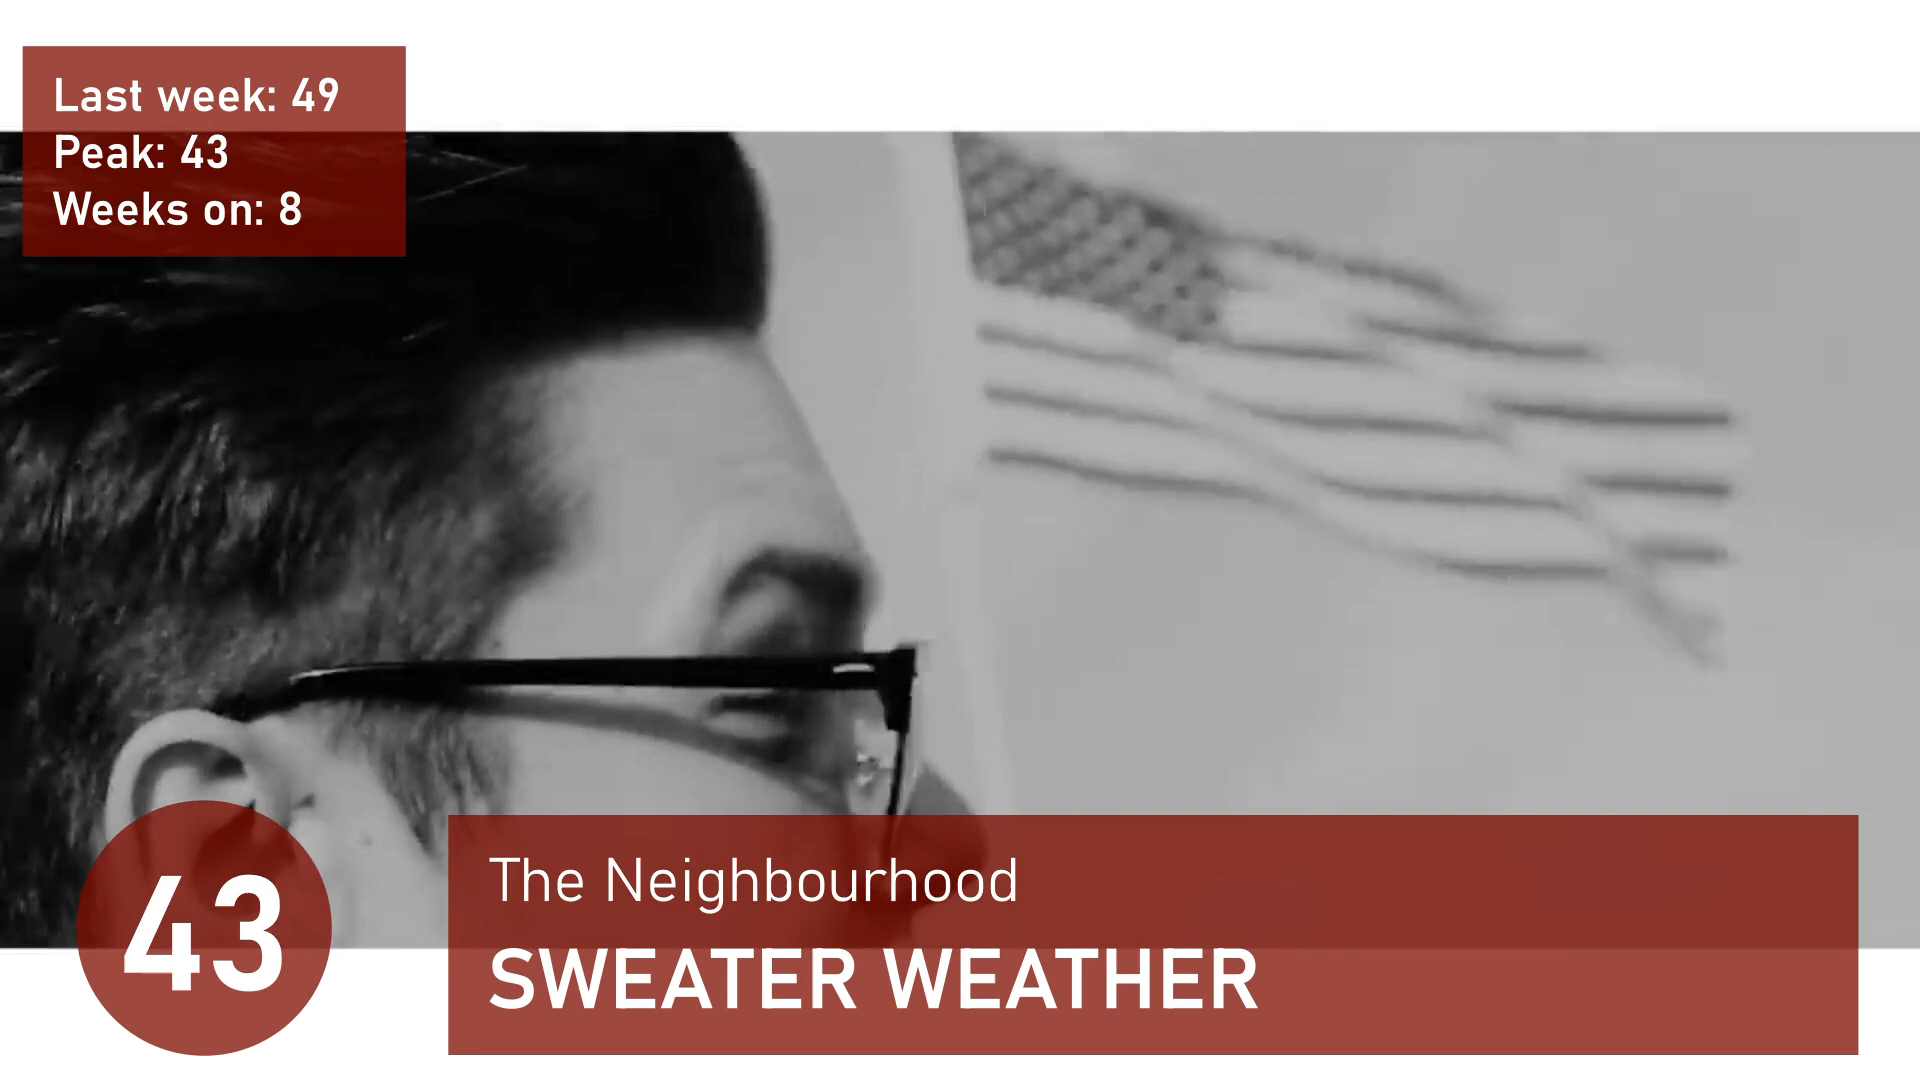 Last week: 49
Peak: 43
Weeks on: 8
43
The Neighbourhood
SWEATER WEATHER